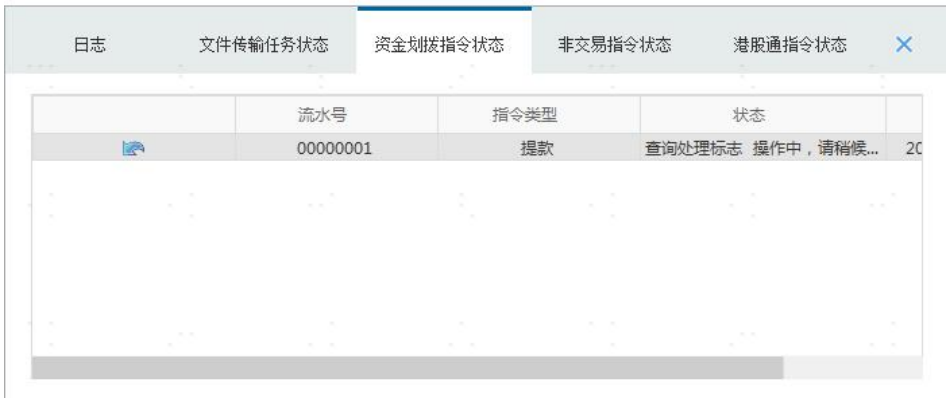 日志 文件传输任务状态 资金划拨指令状态 非交易指令状态 港股通指令状态
流水号 指令类型 状态
00000001 提款 查询处理标志 操作中，请稍候... 20